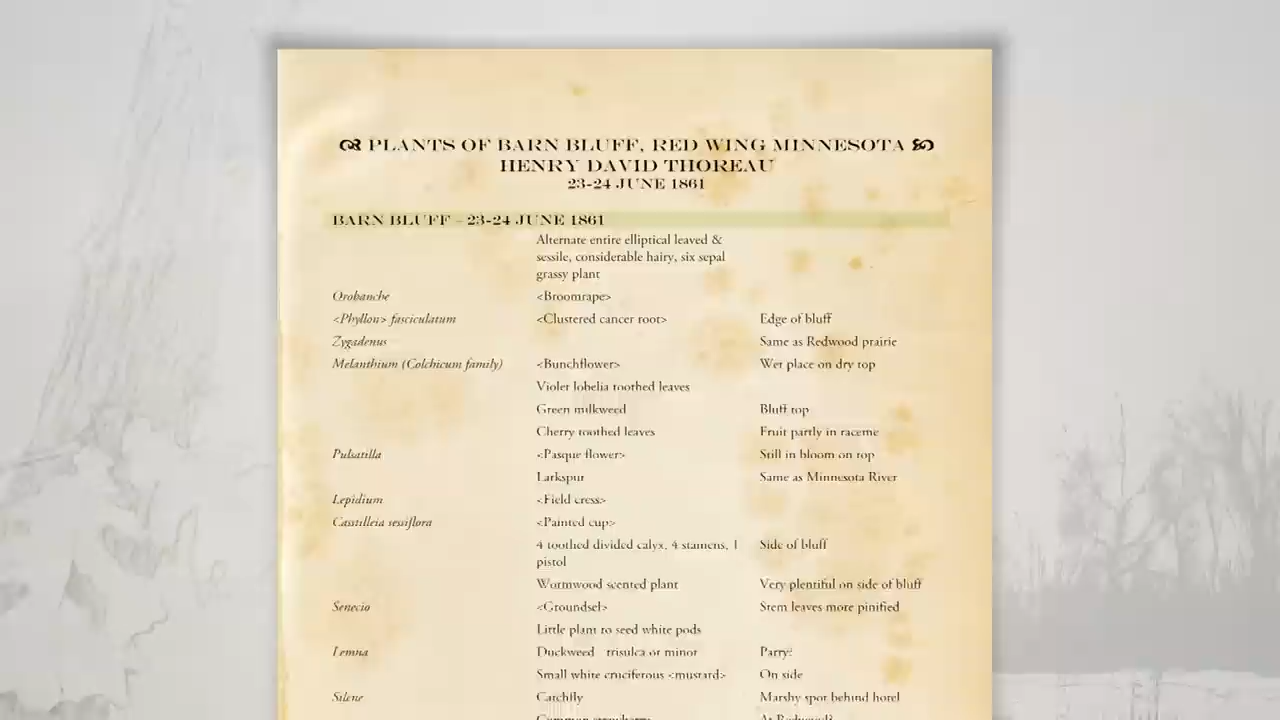 PLANTS OF BARN BLUFF, RED WING MINNESOTA
HENRY DAVID THOREAU
23-24 JUNE 1861
BARN BLUFF – 23-24 JUNE 1861
Alternate entire elliptical leaved &
sessile, considerable hairy, six sepal
grassy plant
Orobanche <Broomrape>
<Phyllon> fasciculatum <Clustered cancer root> Edge of bluff
Zygadenus Same as Redwood prairie
Melanthium (Colchicum family) <Bunchflower> Wet place on dry top
Violet lobelia toothed leaves
Green milkweed Bluff top
Cherry toothed leaves Fruit partly in raceme
Pulsatilla <Pasque flower> Still in bloom on top
Larkspur Same as Minnesota River
Lepidium <Field cress>
Casstilleia sessiflora <Painted cup>
4 toothed divided calyx, 4 stamens, 1 Side of bluff
pistol
Wormwood scented plant Very plentiful on side of bluff
Senecio <Groundsel> Stem leaves more pinified
Little plant to seed white pods
Lemna Duckweed trisulca or minor Parry?
Small white cruciferous <mustard> On side
Silene Catchfly Marshy spot behind hotel
Common strawberry At Redwood?